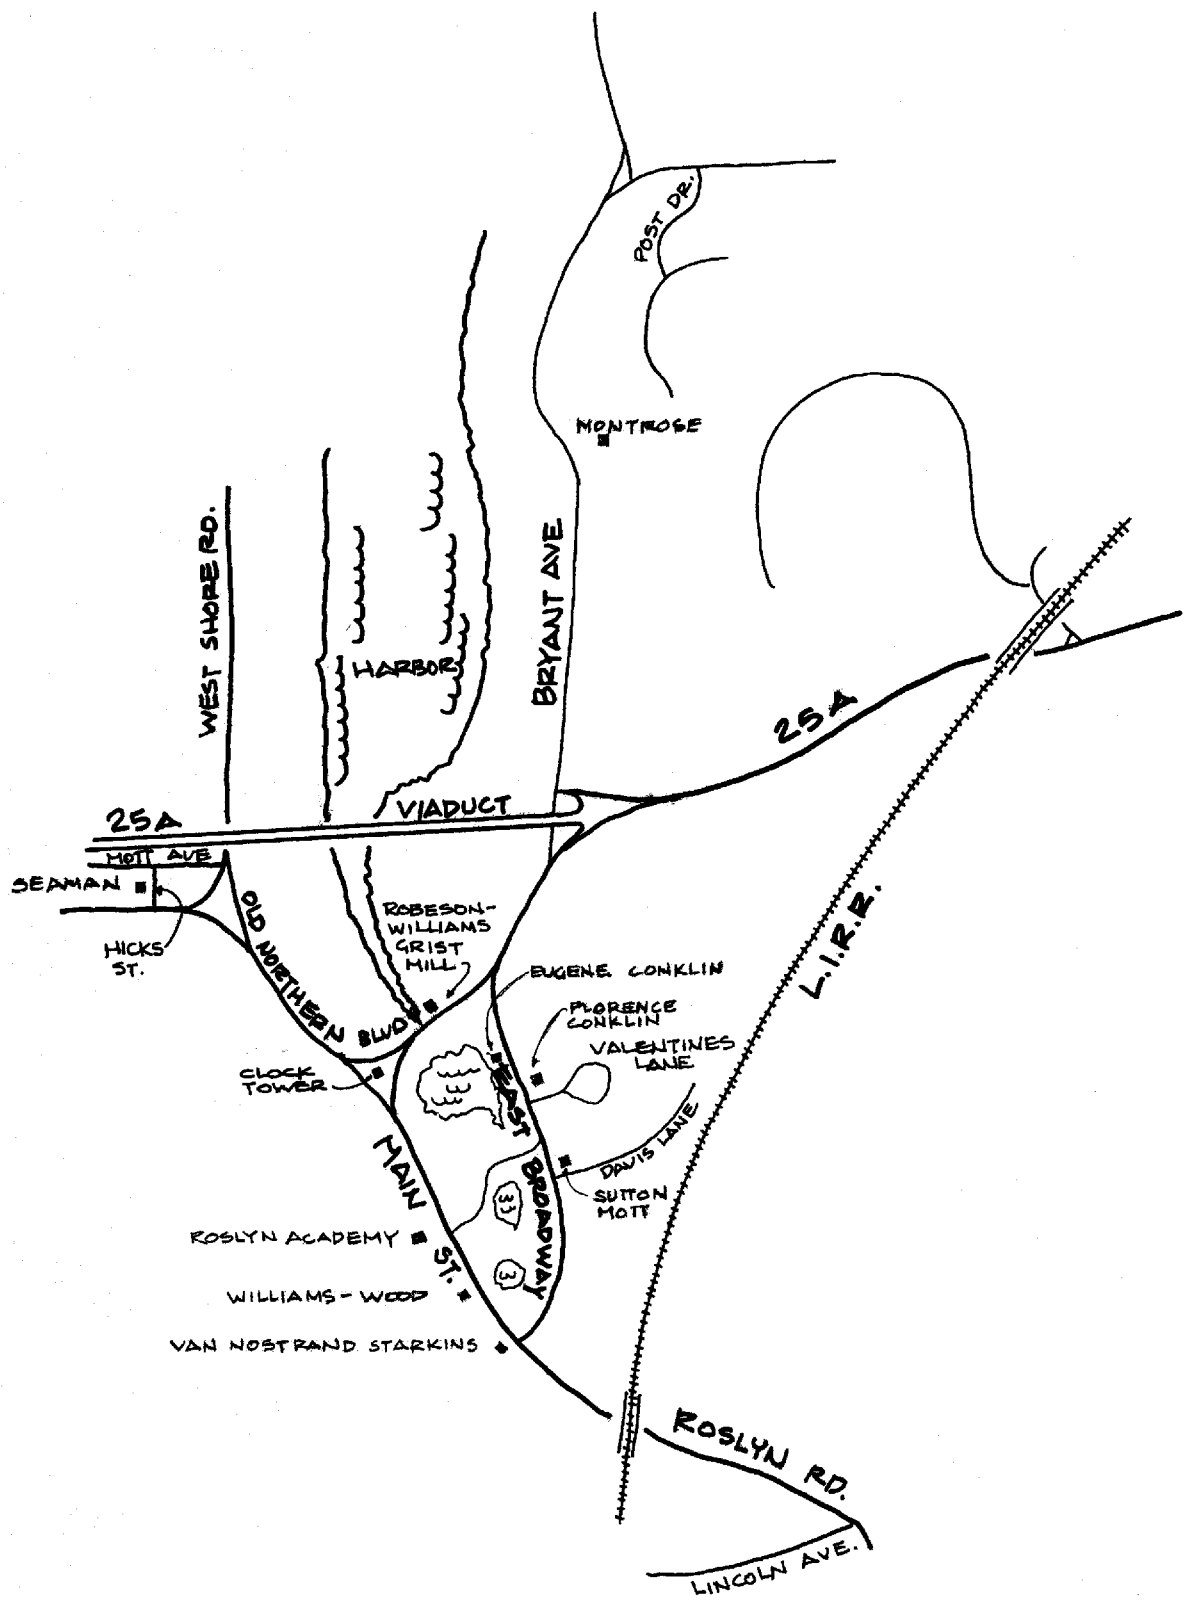 POST DR.
MONTROSE
WEST SHORE RD.
HARBOR
BRYANT AVE
25A
VIADUCT
25A
MOTT AVE
SEAMAN
HICKS
ST.
OLD NORTHERN BLVD
ROBESON-
WILLIAMS
GRIST
MILL
L.I.R.R.
EUGENE CONKLIN
FLORENCE
CONKLIN
VALENTINES
LANE
CLOCK
TOWER
EAST BROADWAY
DAVIS LANE
SUTTON
MOTT
MAIN ST.
ROSLYN ACADEMY
WILLIAMS-WOOD
VAN NOSTRAND STARKINS
ROSLYN RD.
LINCOLN AVE.